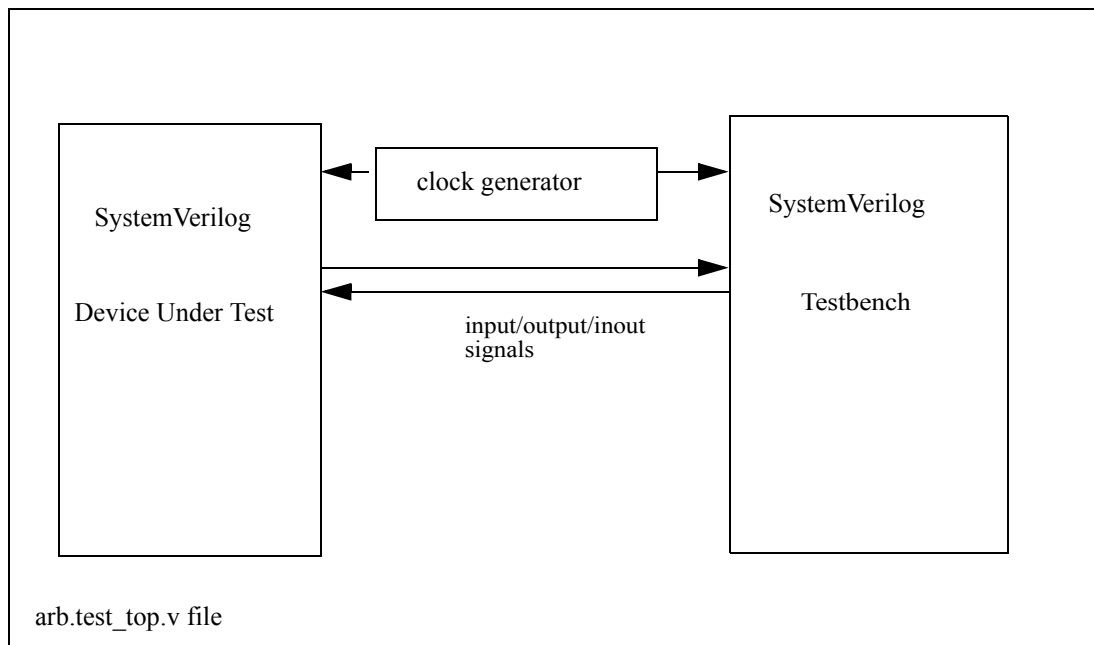 clock generator
SystemVerilog
Device Under Test
SystemVerilog
Testbench
input/output/inout
signals
arb.test_top.v file